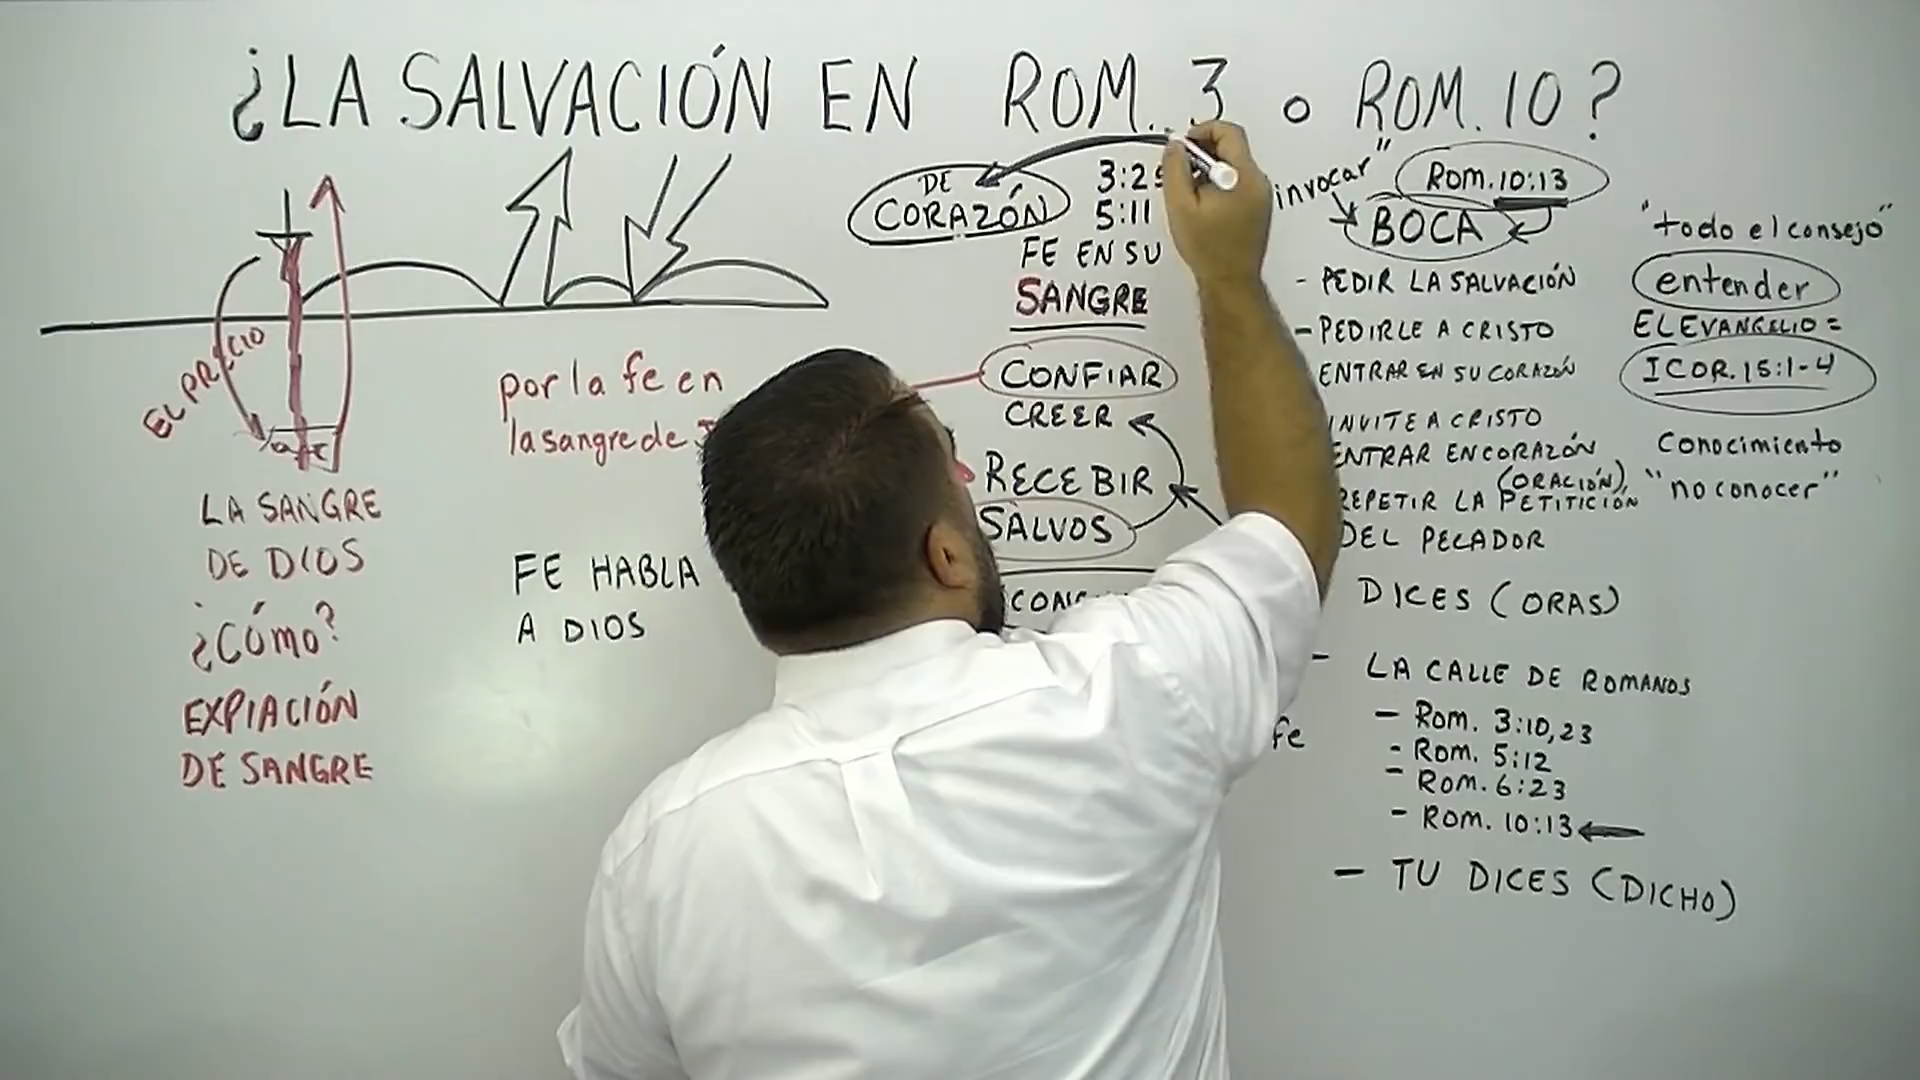 ¿LA SALVACIÓN EN ROM. 3 o ROM. 10?
EL PRECIO
LA SANGRE
DE DIOS
¿CÓMO?
EXPIACIÓN
DE SANGRE
por la fe en
la sangre de
FE HABLA
A DIOS
DE
CORAZÓN
3:25
5:11
FE EN SU
SANGRE
CONFIAR
CREER
RECEBIR
SALVOS
fe
invocar"
Rom. 10:13
BOCA
- PEDIR LA SALVACIÓN
- PEDIRLE A CRISTO
ENTRAR EN SU CORAZÓN
INVITE A CRISTO
ENTRAR EN CORAZÓN
(ORACIÓN),
REPETIR LA PETITICIÓN
DEL PECADOR
DICES (ORAS)
- LA CALLE DE ROMANOS
- Rom. 3:10,23
- Rom. 5:12
- Rom. 6:23
- Rom. 10:13
- TU DICES (DICHO)
"todo el consejo"
entender
EL EVANGELIO =
I COR. 15:1-4
Conocimiento
"no conocer"